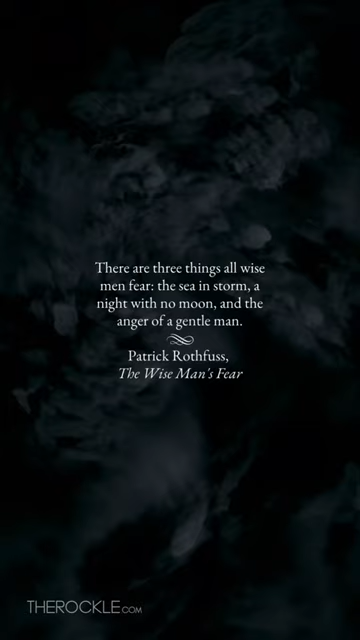 There are three things all wise
men fear: the sea in storm, a
night with no moon, and the
anger of a gentle man.
Patrick Rothfuss,
The Wise Man's Fear
THEROCKLE.COM